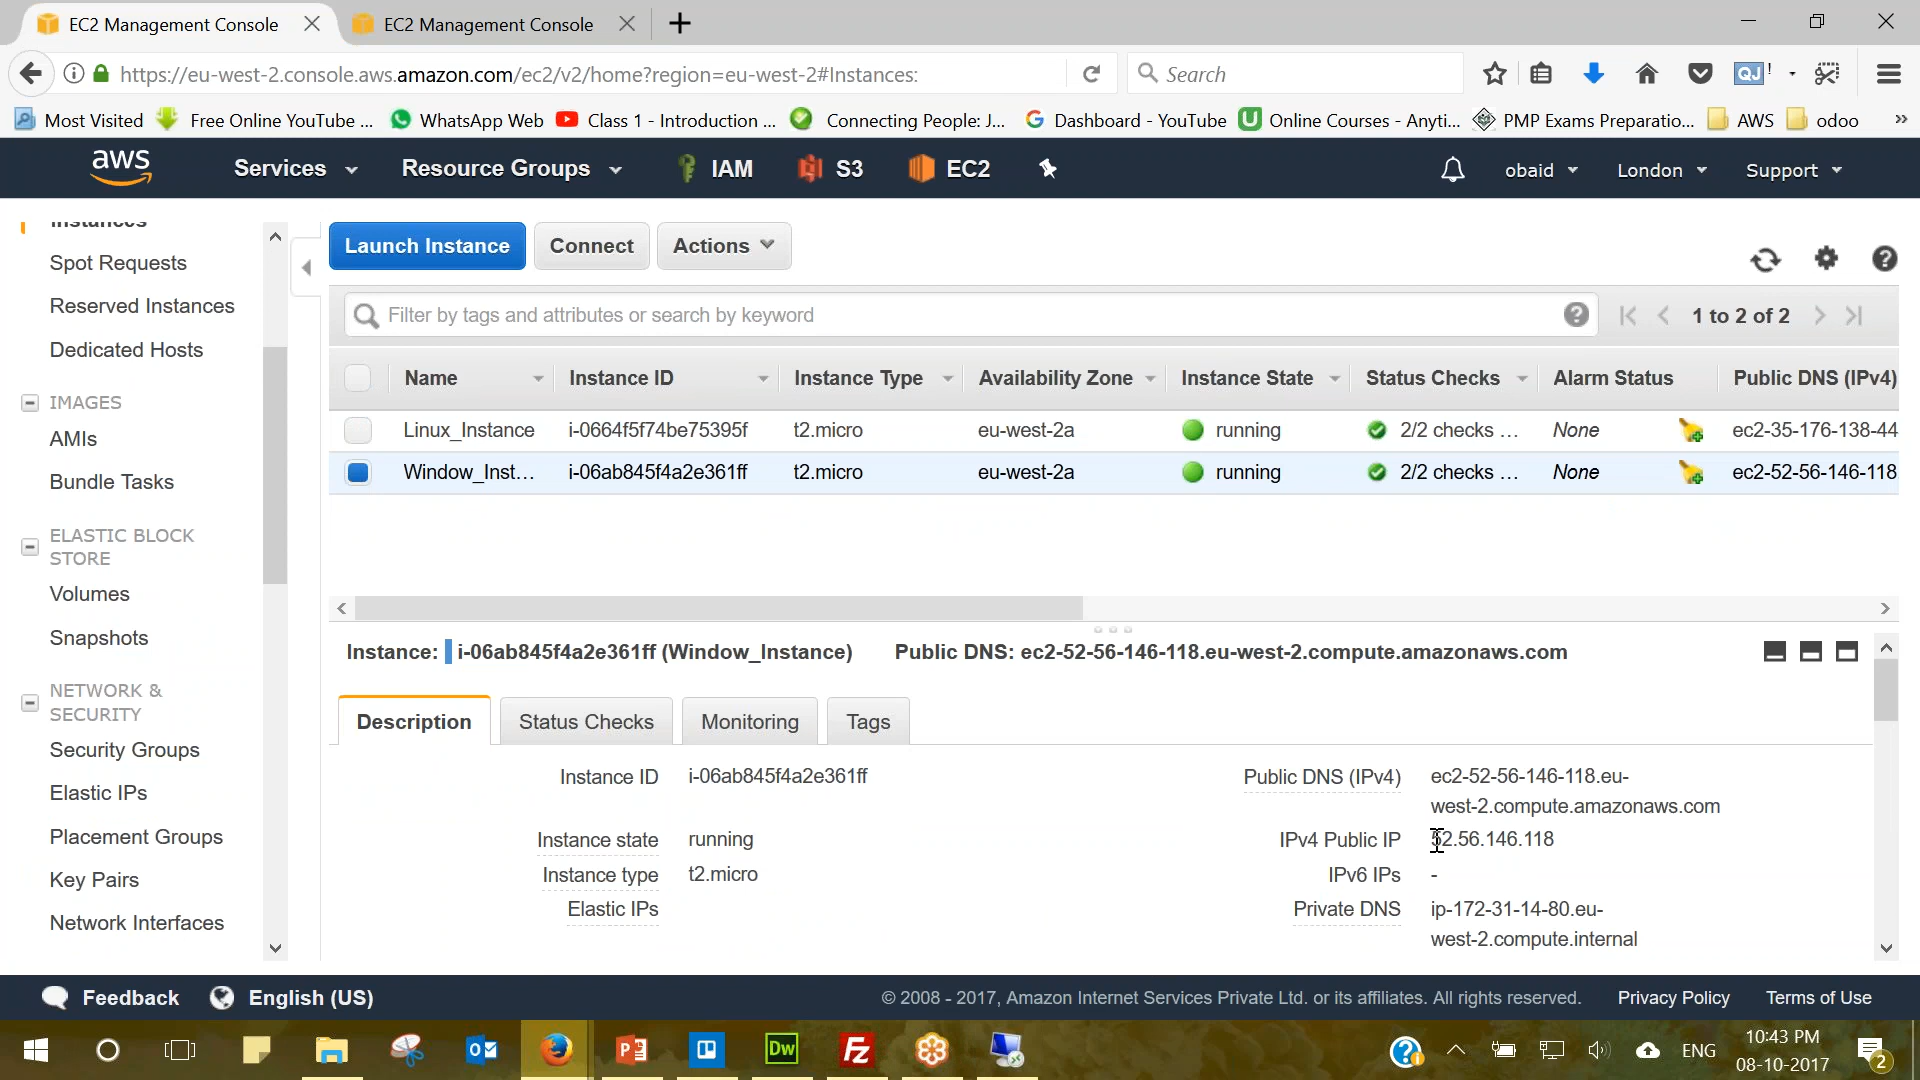 EC2 Management Console
EC2 Management Console
https://eu-west-2.console.aws.amazon.com/ec2/v2/home?region=eu-west-2#Instances:
Search
QJ !
Most Visited
Free Online YouTube ...
WhatsApp Web
Class 1 - Introduction ...
Connecting People: J...
Dashboard - YouTube
Online Courses - Anyti...
PMP Exams Preparatio...
AWS
odoo
aws
Services
Resource Groups
IAM
S3
EC2
obaid
London
Support
Instances
Spot Requests
Reserved Instances
Dedicated Hosts
IMAGES
AMIs
Bundle Tasks
ELASTIC BLOCK
STORE
Volumes
Snapshots
NETWORK &
SECURITY
Security Groups
Elastic IPs
Placement Groups
Key Pairs
Network Interfaces
Launch Instance
Connect
Actions
Filter by tags and attributes or search by keyword
1 to 2 of 2
Name Instance ID Instance Type Availability Zone Instance State Status Checks Alarm Status Public DNS (IPv4)
Linux_Instance i-0664f5f74be75395f t2.micro eu-west-2a running 2/2 checks ... None ec2-35-176-138-44
Window_Inst... i-06ab845f4a2e361ff t2.micro eu-west-2a running 2/2 checks ... None ec2-52-56-146-118
Instance: i-06ab845f4a2e361ff (Window_Instance) Public DNS: ec2-52-56-146-118.eu-west-2.compute.amazonaws.com
Description
Status Checks
Monitoring
Tags
Instance ID i-06ab845f4a2e361ff
Instance state running
Instance type t2.micro
Elastic IPs
Public DNS (IPv4) ec2-52-56-146-118.eu-
west-2.compute.amazonaws.com
IPv4 Public IP 52.56.146.118
IPv6 IPs -
Private DNS ip-172-31-14-80.eu-
west-2.compute.internal
Feedback
English (US)
© 2008 - 2017, Amazon Internet Services Private Ltd. or its affiliates. All rights reserved.
Privacy Policy
Terms of Use
Dw
Fz
ENG
10:43 PM
08-10-2017
2